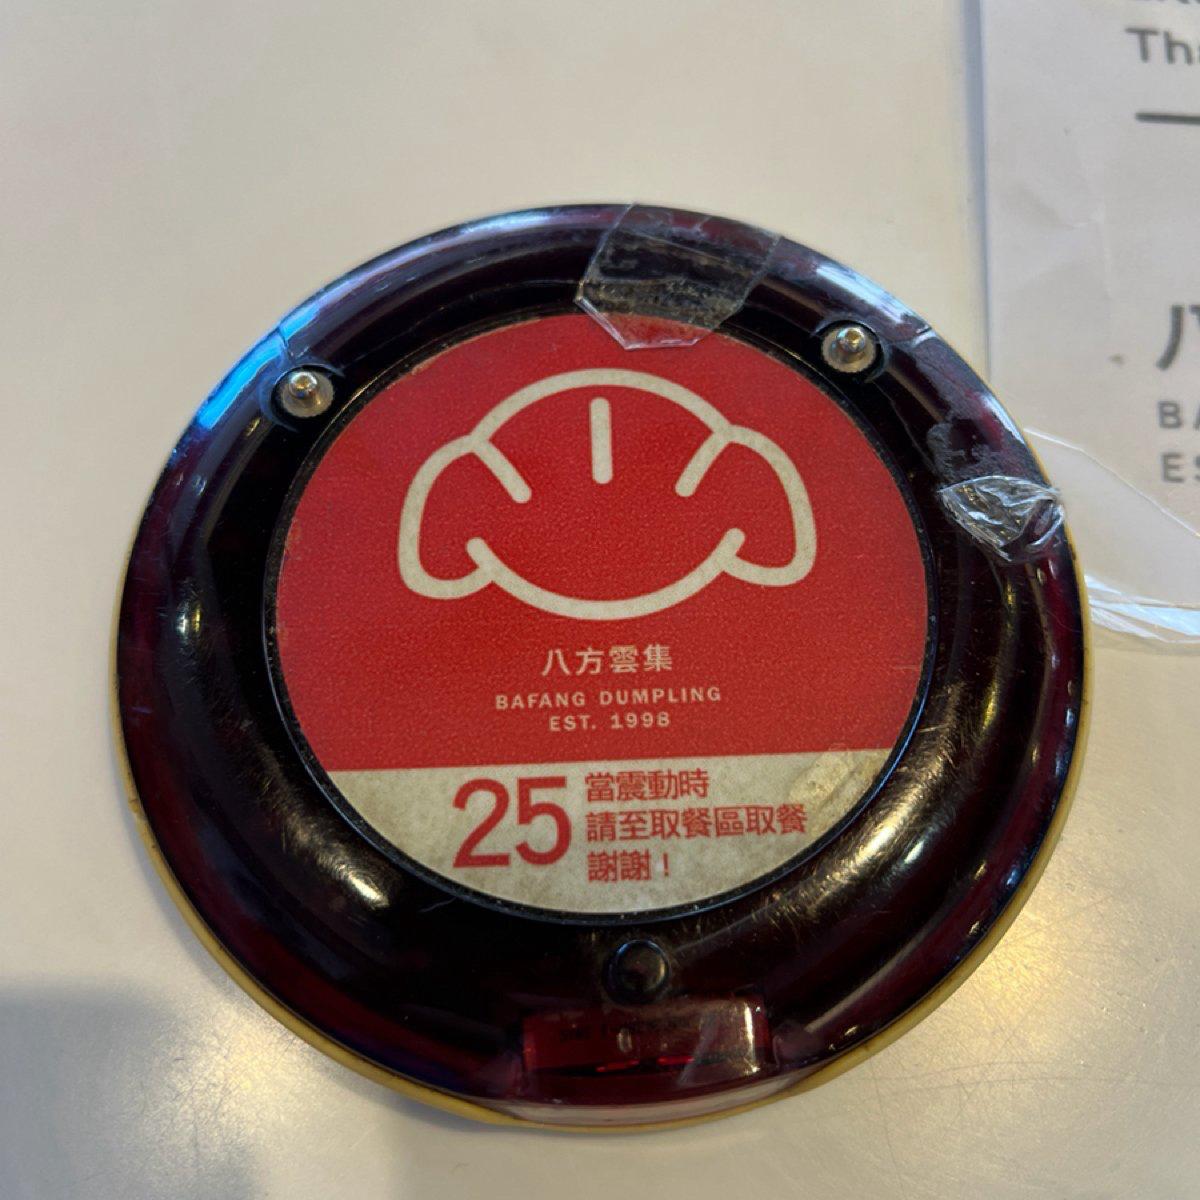 八方雲集
BAFANG DUMPLING
EST. 1998
25
當震動時
請至取餐區取餐
謝謝！